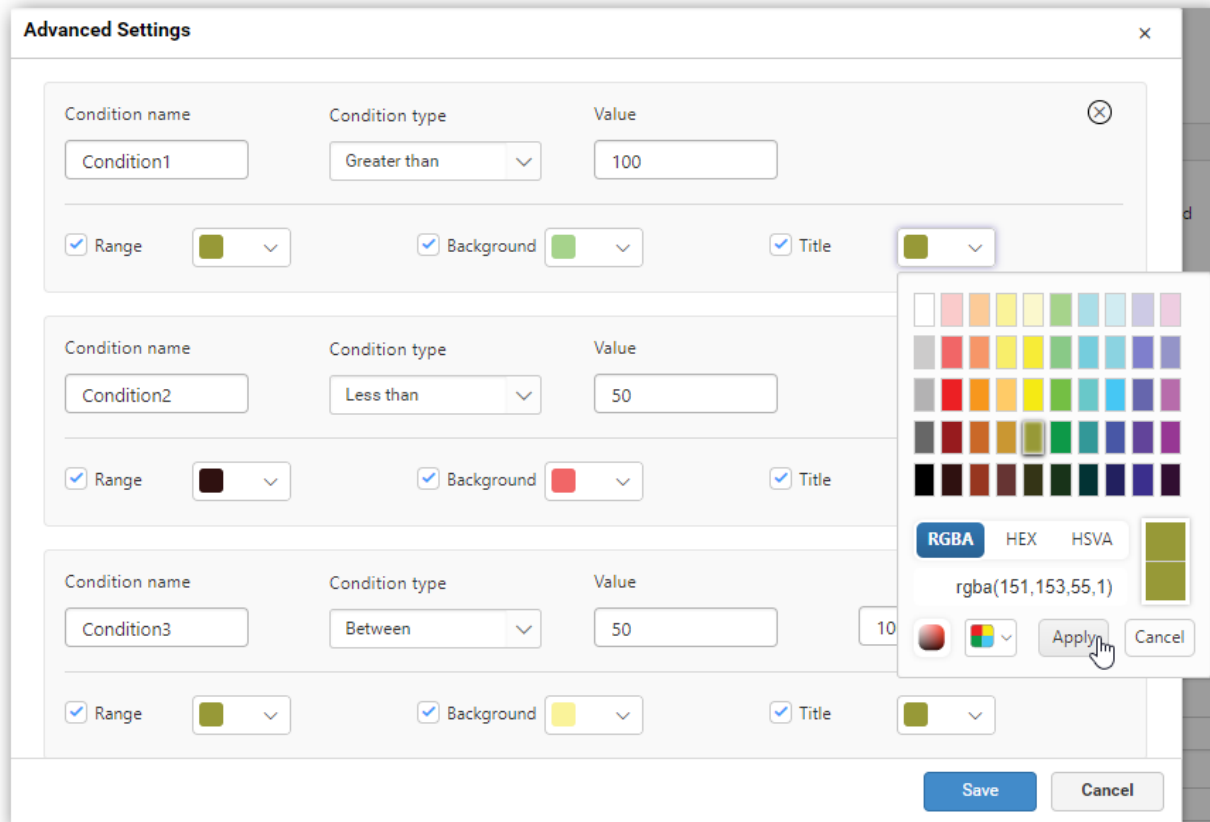 Advanced Settings
Condition name Condition type Value
Condition1 Greater than 100
Range Background Title
Condition name Condition type Value
Condition2 Less than 50
Range Background Title
RGBA HEX HSVA
rgba(151,153,55,1)
Apply Cancel
Condition name Condition type Value
Condition3 Between 50 10
Range Background Title
Save Cancel
d